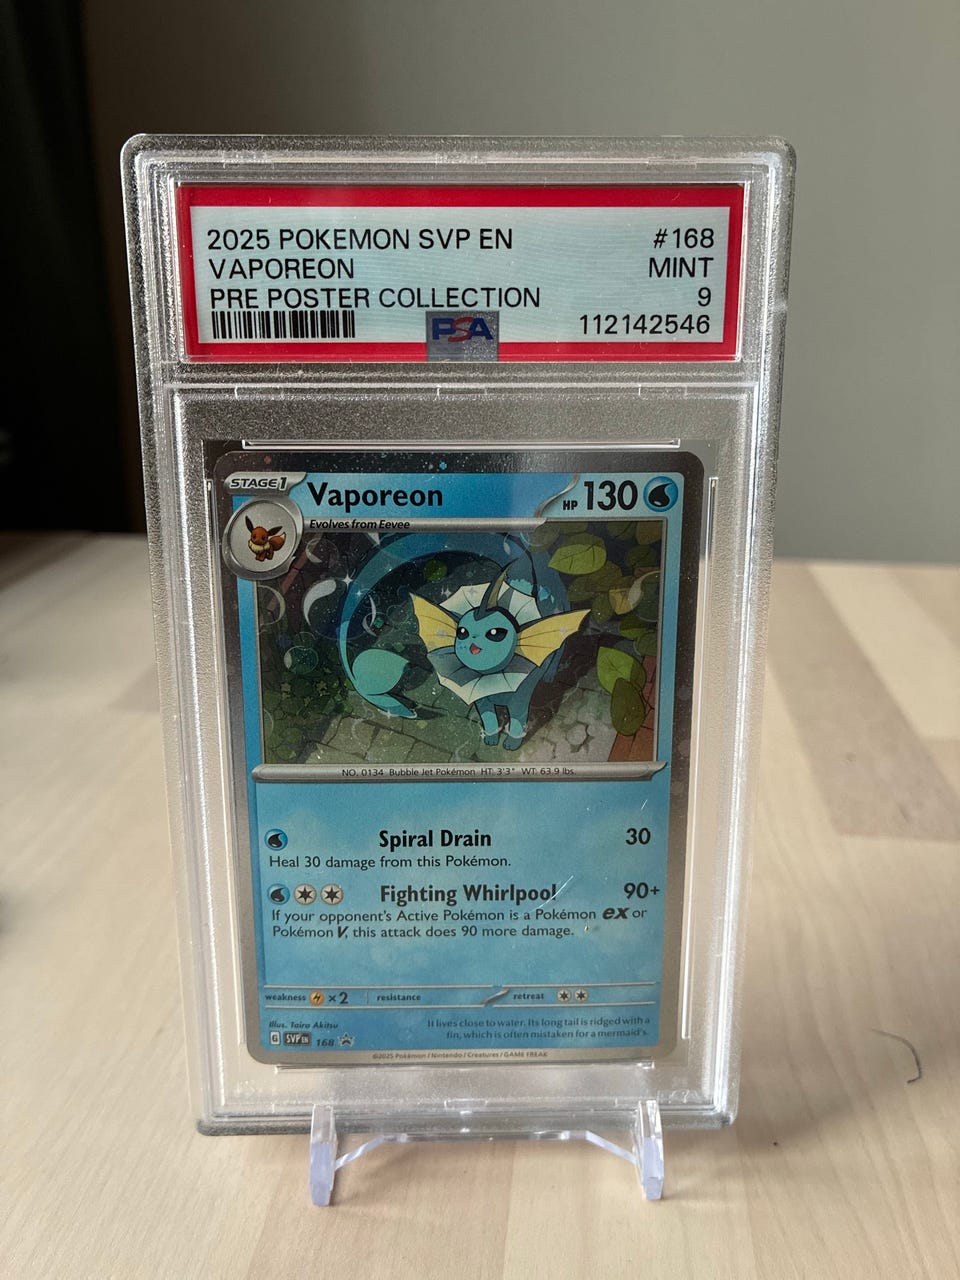 2025 POKEMON SVP EN #168
VAPOREON MINT
PRE POSTER COLLECTION 9
PSA 112142546
STAGE 1 Vaporeon HP 130
Evolves from Eevee
NO. 0134 Bubble Jet Pokémon HT: 3'3" WT: 63.9 lbs.
Spiral Drain 30
Heal 30 damage from this Pokémon.
Fighting Whirlpool 90+
If your opponent's Active Pokémon is a Pokémon ex or
Pokémon V, this attack does 90 more damage.
weakness ×2 resistance retreat
Illus. Taira Akitsu
It lives close to water. Its long tail is ridged with a
fin, which is often mistaken for a mermaid's.
G SVP EN 168
©2025 Pokémon / Nintendo / Creatures / GAME FREAK